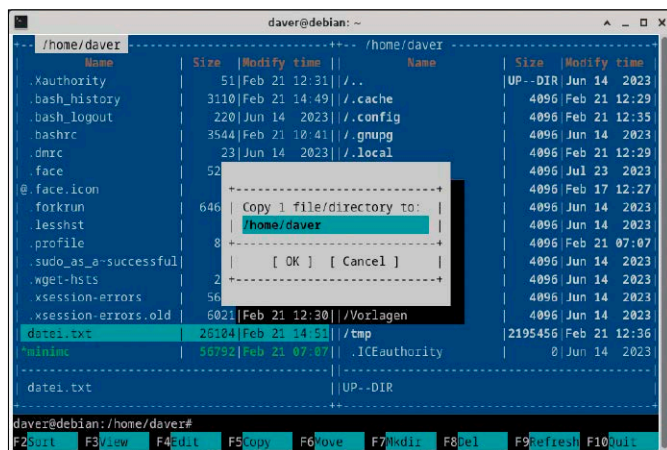 daver@debian: ~
/home/daver /home/daver
Name | Size |Modify time || Name | Size |Modify time
.Xauthority | 51|Feb 21 12:31||/.. |UP--DIR|Jun 14 2023
.bash_history | 3110|Feb 21 14:49||/.cache | 4096|Feb 21 12:29
.bash_logout | 220|Jun 14 2023||/.config | 4096|Feb 21 12:35
.bashrc | 3544|Feb 21 10:41||/.gnupg | 4096|Jun 14 2023
.dmrc | 23|Jun 14 2023||/.local | 4096|Feb 21 12:29
.face | 52 4096|Jul 23 2023
@.face.icon | 4096|Feb 17 12:27
.forkrun | 646 | Copy 1 file/directory to: | 4096|Jun 14 2023
.lesshst | | /home/daver | 4096|Jun 14 2023
.profile | 8 4096|Feb 21 07:07
.sudo_as_a~successful| | [ OK ] [ Cancel ] | 4096|Jun 14 2023
.wget-hsts | 2 4096|Jun 14 2023
.xsession-errors | 56 4096|Jun 14 2023
.xsession-errors.old | 6021|Feb 21 12:30||/Vorlagen | 4096|Jun 14 2023
datei.txt | 26104|Feb 21 14:51||/tmp |2195456|Feb 21 12:36
*minimc | 56792|Feb 21 07:07|| .ICEauthority | 0|Jun 14 2023
datei.txt ||UP--DIR
daver@debian:/home/daver#
F2Sort F3View F4Edit F5Copy F6Move F7Mkdir F8Del F9Refresh F10Quit